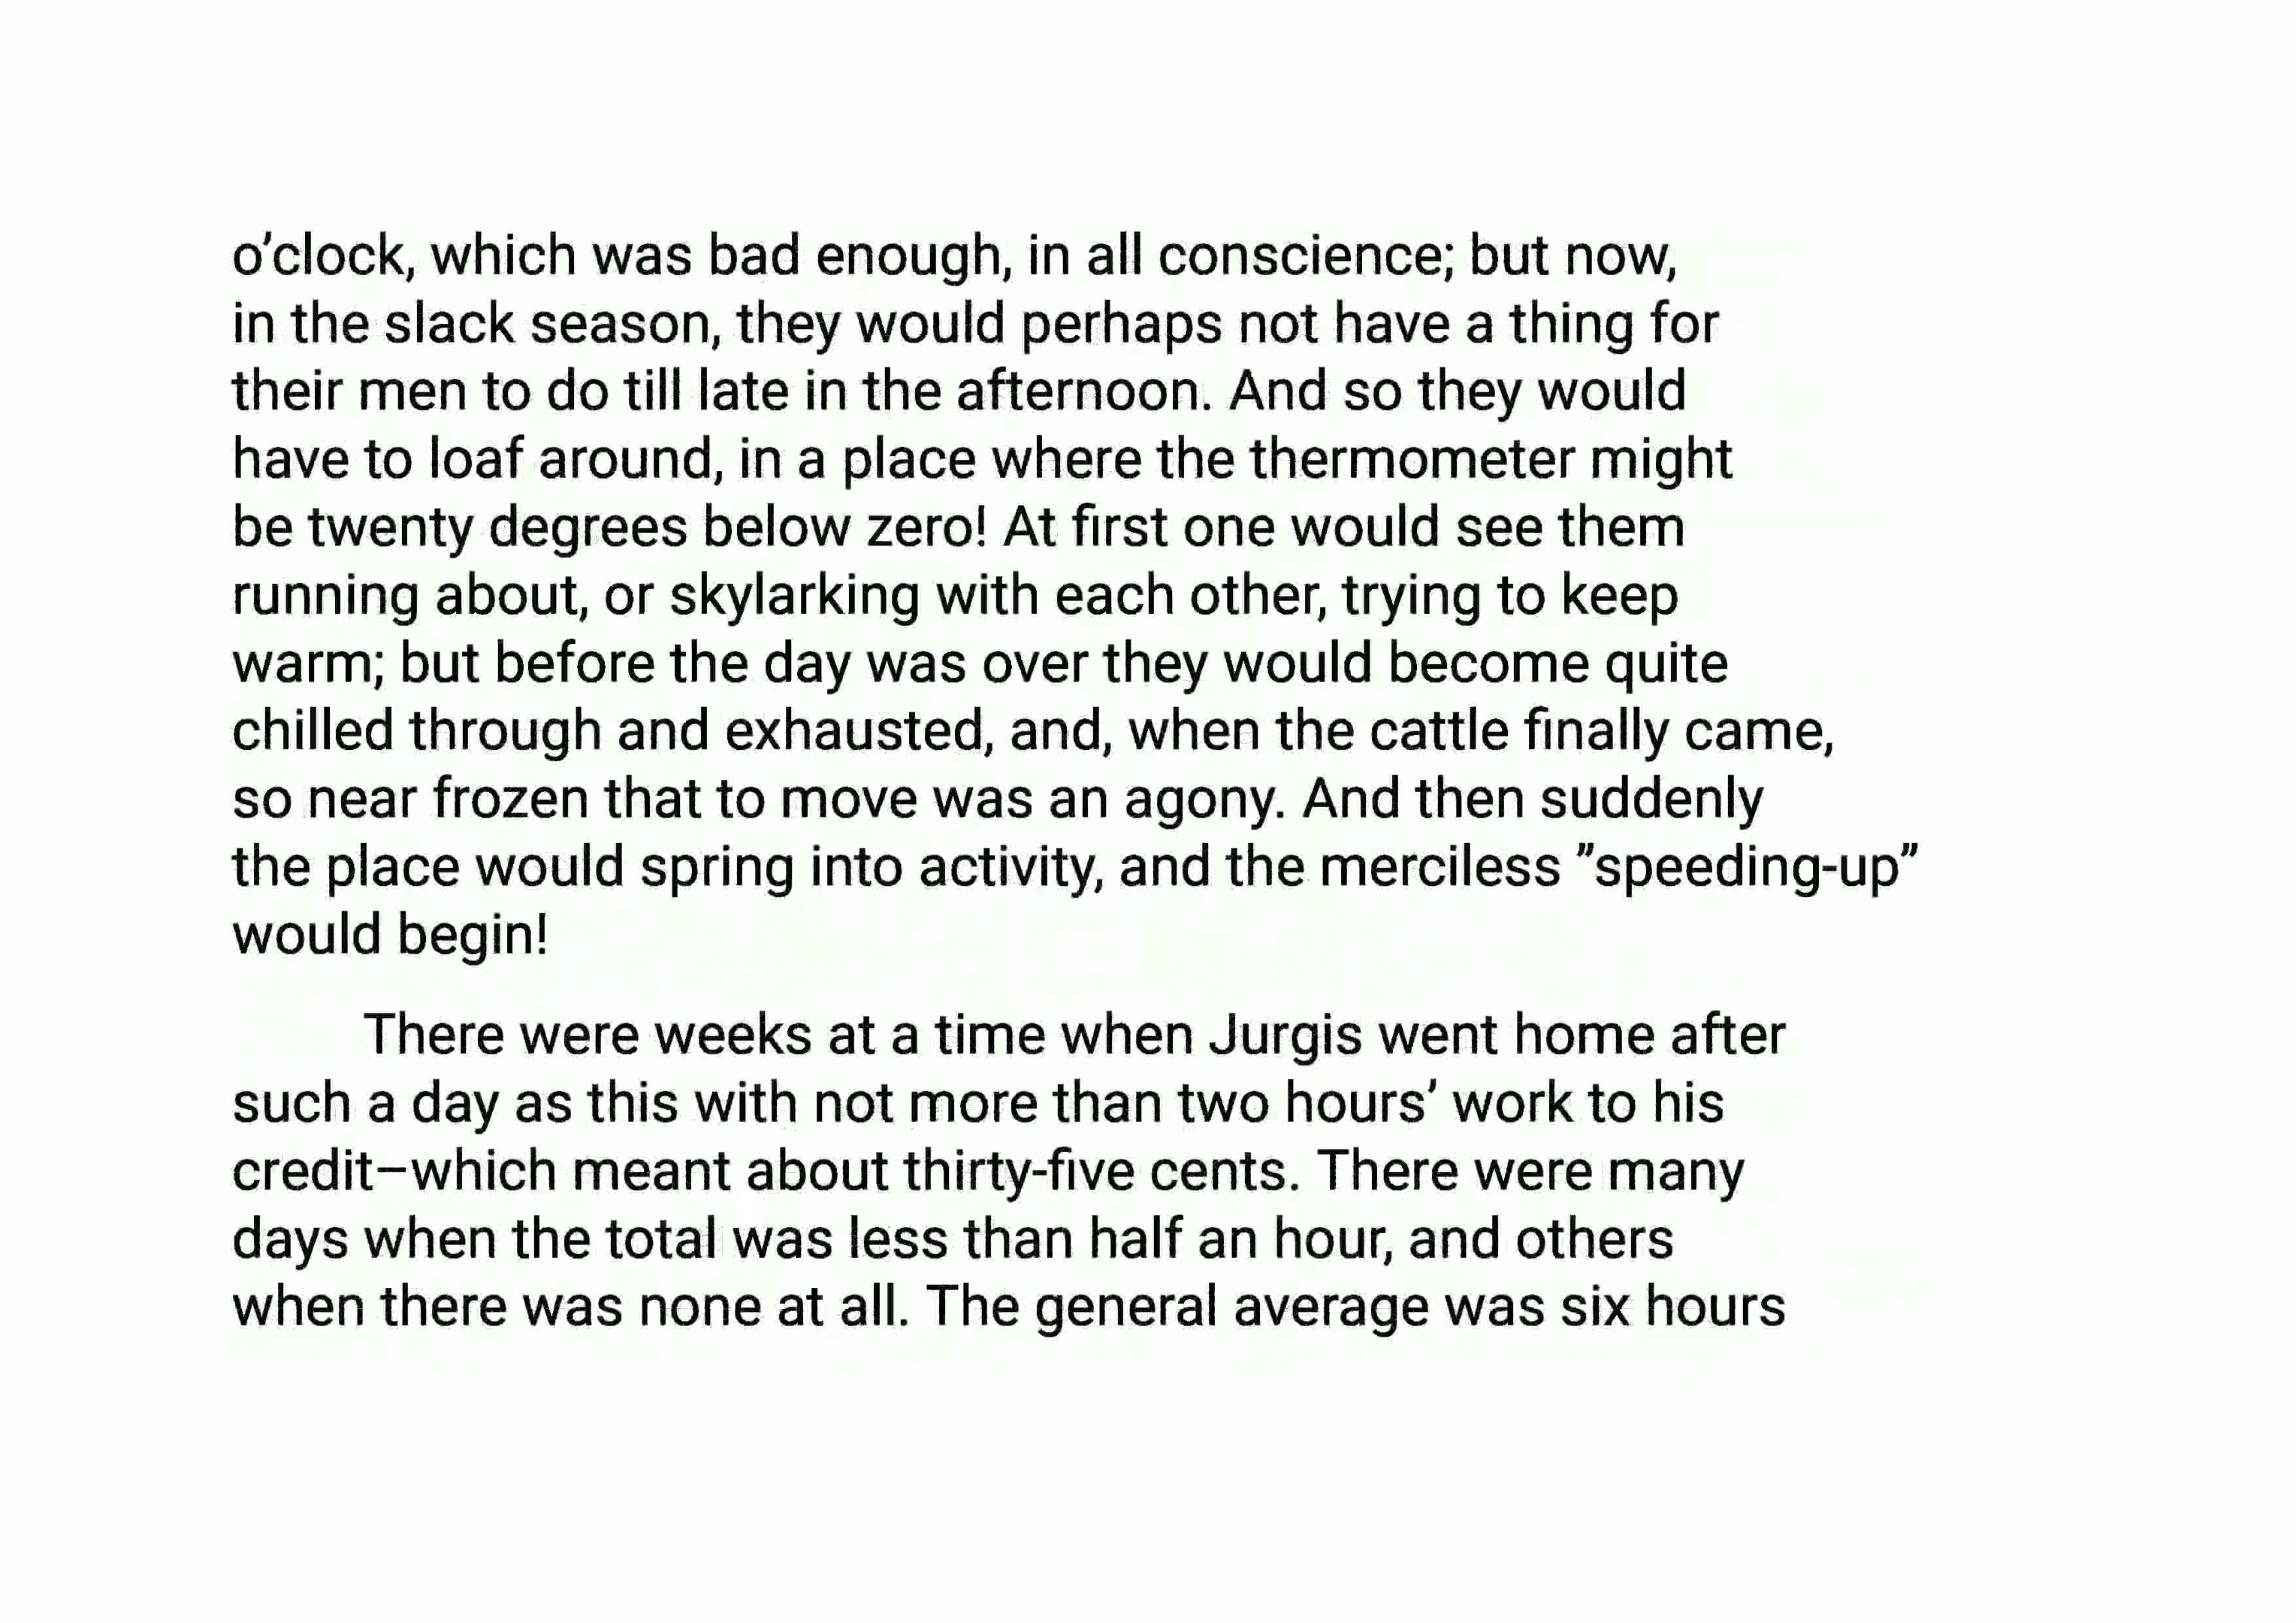 o’clock, which was bad enough, in all conscience; but now,
in the slack season, they would perhaps not have a thing for
their men to do till late in the afternoon. And so they would
have to loaf around, in a place where the thermometer might
be twenty degrees below zero! At first one would see them
running about, or skylarking with each other, trying to keep
warm; but before the day was over they would become quite
chilled through and exhausted, and, when the cattle finally came,
so near frozen that to move was an agony. And then suddenly
the place would spring into activity, and the merciless ”speeding-up”
would begin!
There were weeks at a time when Jurgis went home after
such a day as this with not more than two hours’ work to his
credit–which meant about thirty-five cents. There were many
days when the total was less than half an hour, and others
when there was none at all. The general average was six hours